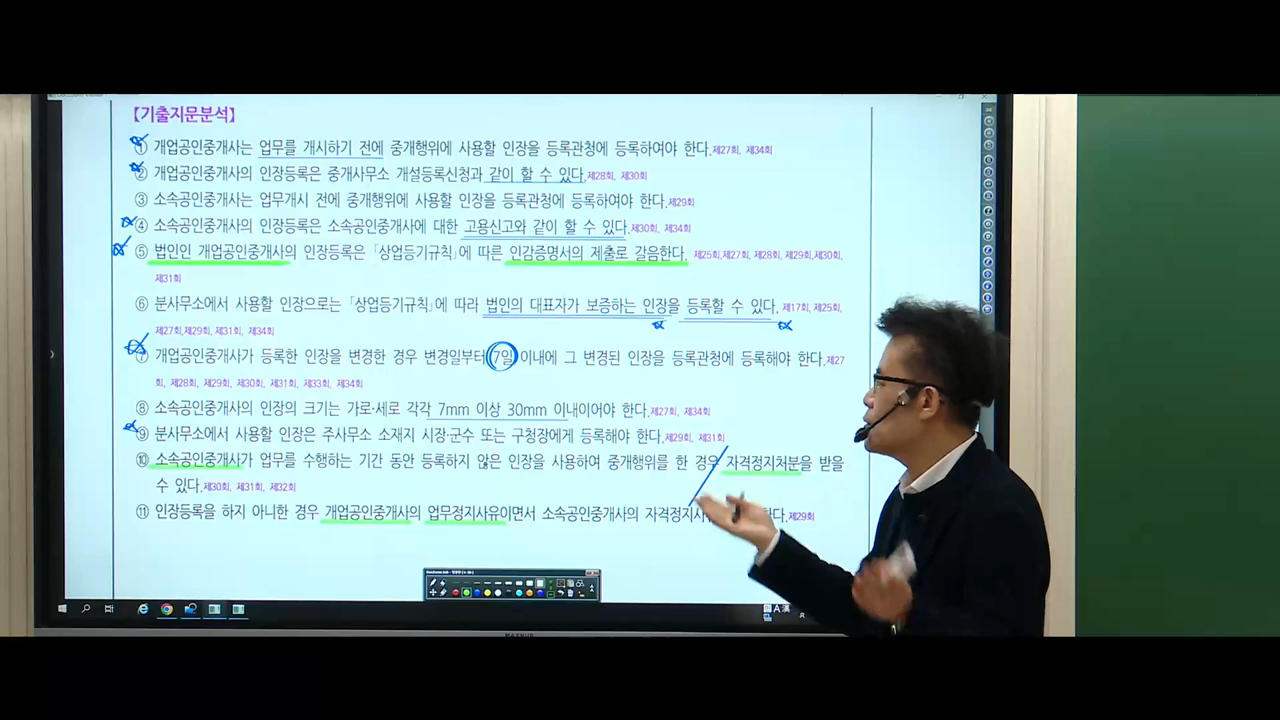 【기출지문분석】
① 개업공인중개사는 업무를 개시하기 전에 중개행위에 사용할 인장을 등록관청에 등록하여야 한다.제27회, 제34회
② 개업공인중개사의 인장등록은 중개사무소 개설등록신청과 같이 할 수 있다.제28회, 제30회
③ 소속공인중개사는 업무개시 전에 중개행위에 사용할 인장을 등록관청에 등록하여야 한다.제29회
④ 소속공인중개사의 인장등록은 소속공인중개사에 대한 고용신고와 같이 할 수 있다.제30회, 제34회
⑤ 법인인 개업공인중개사의 인장등록은 「상업등기규칙」에 따른 인감증명서의 제출로 갈음한다. 제25회,제27회, 제28회, 제29회,제30회,
제31회
⑥ 분사무소에서 사용할 인장으로는 「상업등기규칙」에 따라 법인의 대표자가 보증하는 인장을 등록할 수 있다. 제17회, 제25회,
제27회,제29회, 제31회, 제34회
⑦ 개업공인중개사가 등록한 인장을 변경한 경우 변경일부터 7일 이내에 그 변경된 인장을 등록관청에 등록해야 한다.제27
회, 제28회, 제29회, 제30회, 제31회, 제33회, 제34회
⑧ 소속공인중개사의 인장의 크기는 가로·세로 각각 7mm 이상 30mm 이내이어야 한다.제27회, 제34회
⑨ 분사무소에서 사용할 인장은 주사무소 소재지 시장·군수 또는 구청장에게 등록해야 한다.제29회, 제31회
⑩ 소속공인중개사가 업무를 수행하는 기간 동안 등록하지 않은 인장을 사용하여 중개행위를 한 경우 자격정지처분을 받을
수 있다.제30회, 제31회, 제32회
⑪ 인장등록을 하지 아니한 경우 개업공인중개사의 업무정지사유이면서 소속공인중개사의 자격정지사 한다.제29회
A 漢